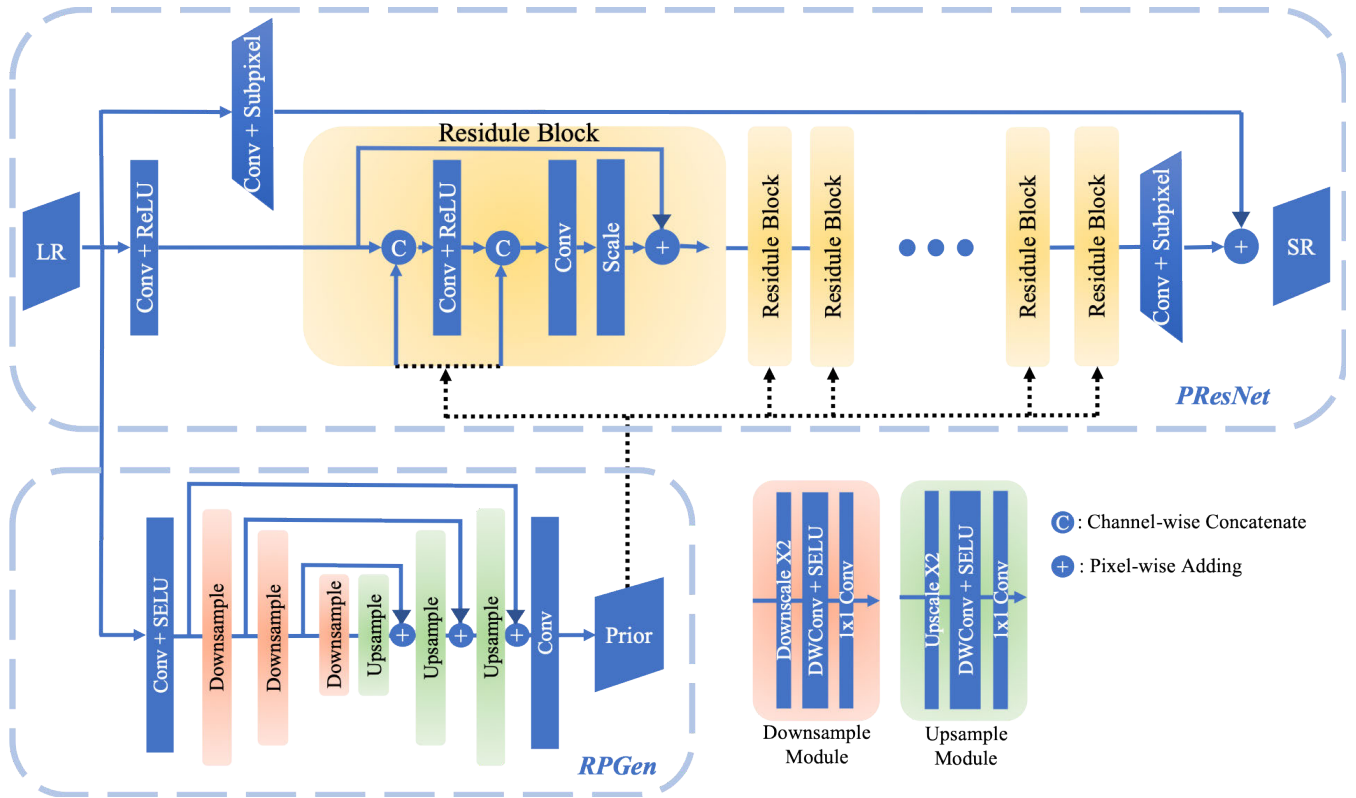 Conv + Subpixel
Residule Block
LR
Conv + ReLU
C
Conv + ReLU
C
Conv
Scale
+
Residule Block
Residule Block
Residule Block
Residule Block
Conv + Subpixel
+
SR
PResNet
Conv + SELU
Downsample
Downsample
Downsample
Upsample
+
Upsample
+
Upsample
+
Conv
Prior
RPGen
Downscale X2
DWConv + SELU
1x1 Conv
Downsample
Module
Upscale X2
DWConv + SELU
1x1 Conv
Upsample
Module
C : Channel-wise Concatenate
+ : Pixel-wise Adding